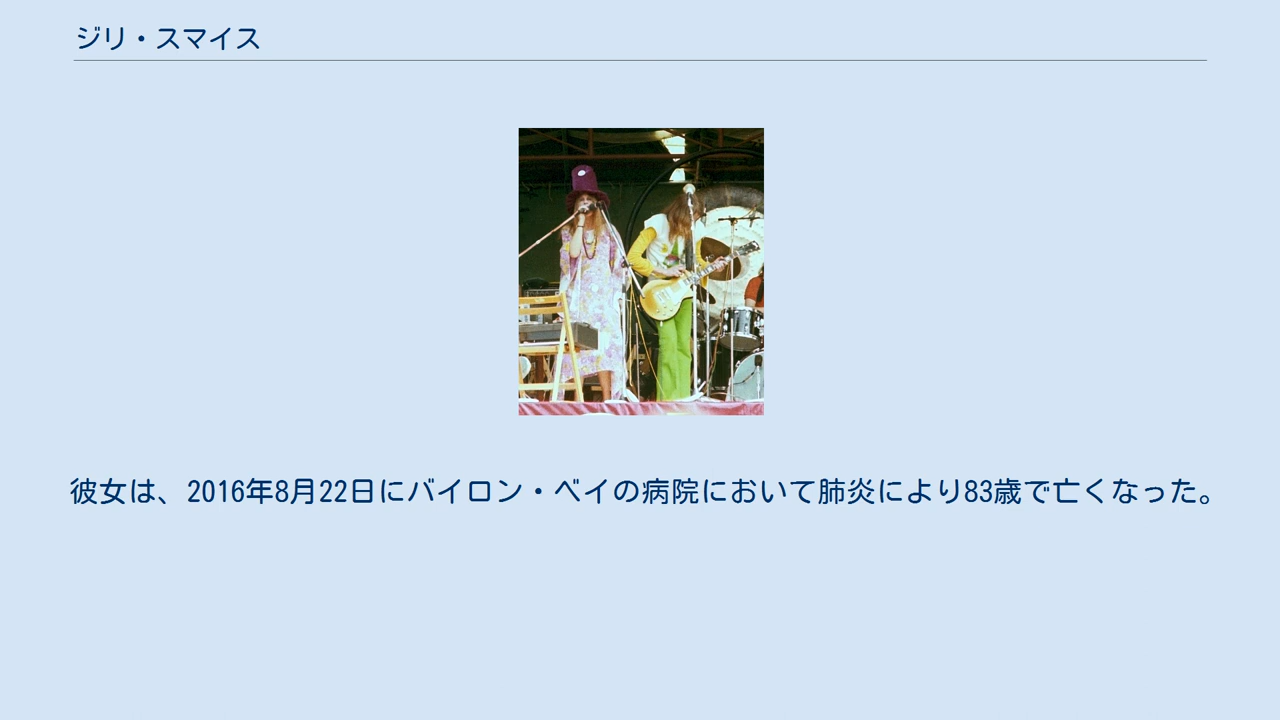 ジリ・スマイス
彼女は、2016年8月22日にバイロン・ベイの病院において肺炎により83歳で亡くなった。